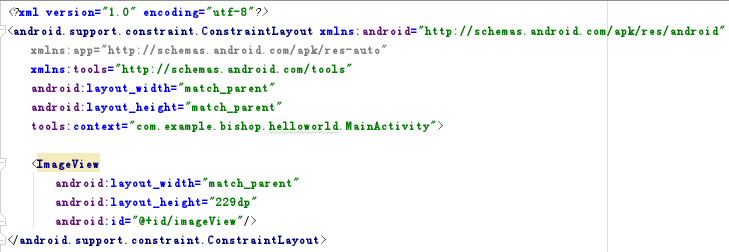 <?xml version="1.0" encoding="utf-8"?>
<android.support.constraint.ConstraintLayout xmlns:android="http://schemas.android.com/apk/res/android"
    xmlns:app="http://schemas.android.com/apk/res-auto"
    xmlns:tools="http://schemas.android.com/tools"
    android:layout_width="match_parent"
    android:layout_height="match_parent"
    tools:context="com.example.bishop.helloworld.MainActivity">

    <ImageView
        android:layout_width="match_parent"
        android:layout_height="229dp"
        android:id="@+id/imageView"/>
</android.support.constraint.ConstraintLayout>